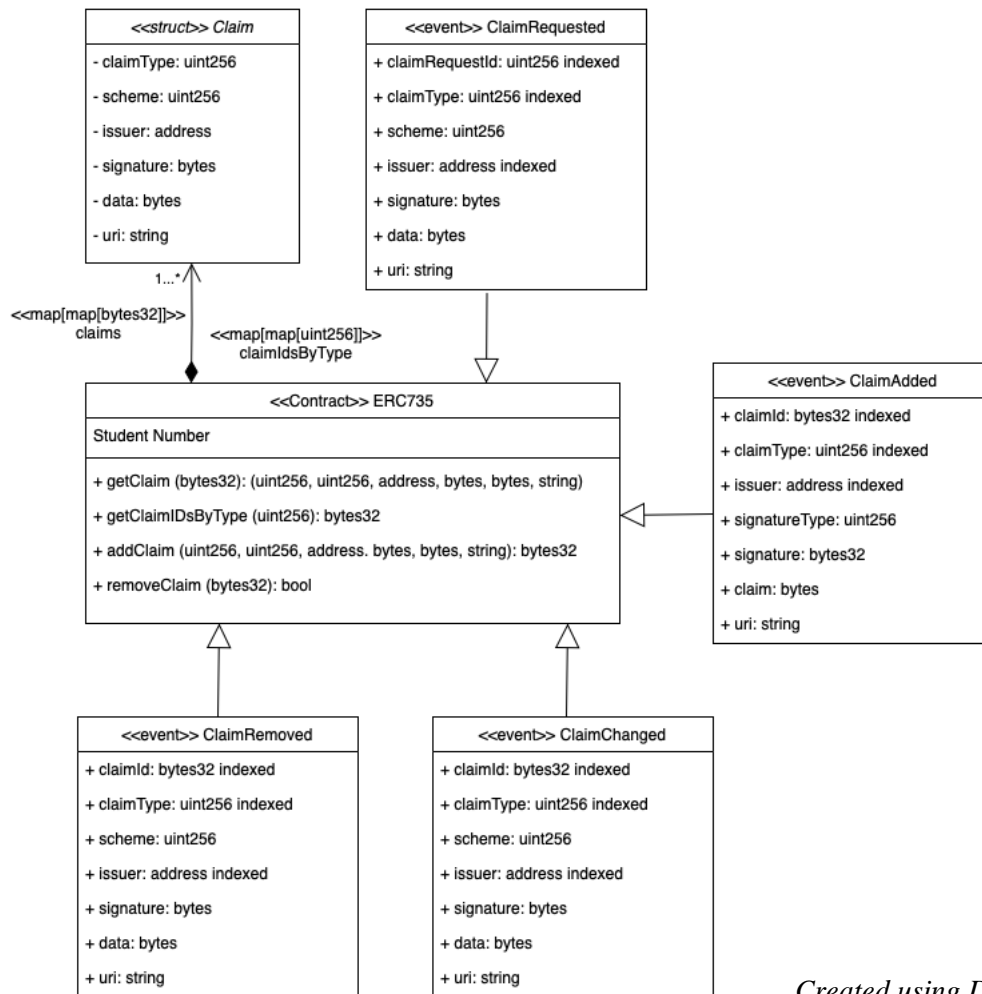 <<struct>> Claim
- claimType: uint256
- scheme: uint256
- issuer: address
- signature: bytes
- data: bytes
- uri: string
<<event>> ClaimRequested
+ claimRequestId: uint256 indexed
+ claimType: uint256 indexed
+ scheme: uint256
+ issuer: address indexed
+ signature: bytes
+ data: bytes
+ uri: string
1...*
<<map[map[bytes32]]>>
claims
<<map[map[uint256]]>>
claimIdsByType
<<Contract>> ERC735
Student Number
+ getClaim (bytes32): (uint256, uint256, address, bytes, bytes, string)
+ getClaimIDsByType (uint256): bytes32
+ addClaim (uint256, uint256, address. bytes, bytes, string): bytes32
+ removeClaim (bytes32): bool
<<event>> ClaimAdded
+ claimId: bytes32 indexed
+ claimType: uint256 indexed
+ issuer: address indexed
+ signatureType: uint256
+ signature: bytes32
+ claim: bytes
+ uri: string
<<event>> ClaimRemoved
+ claimId: bytes32 indexed
+ claimType: uint256 indexed
+ scheme: uint256
+ issuer: address indexed
+ signature: bytes
+ data: bytes
+ uri: string
<<event>> ClaimChanged
+ claimId: bytes32 indexed
+ claimType: uint256 indexed
+ scheme: uint256
+ issuer: address indexed
+ signature: bytes
+ data: bytes
+ uri: string
Created using